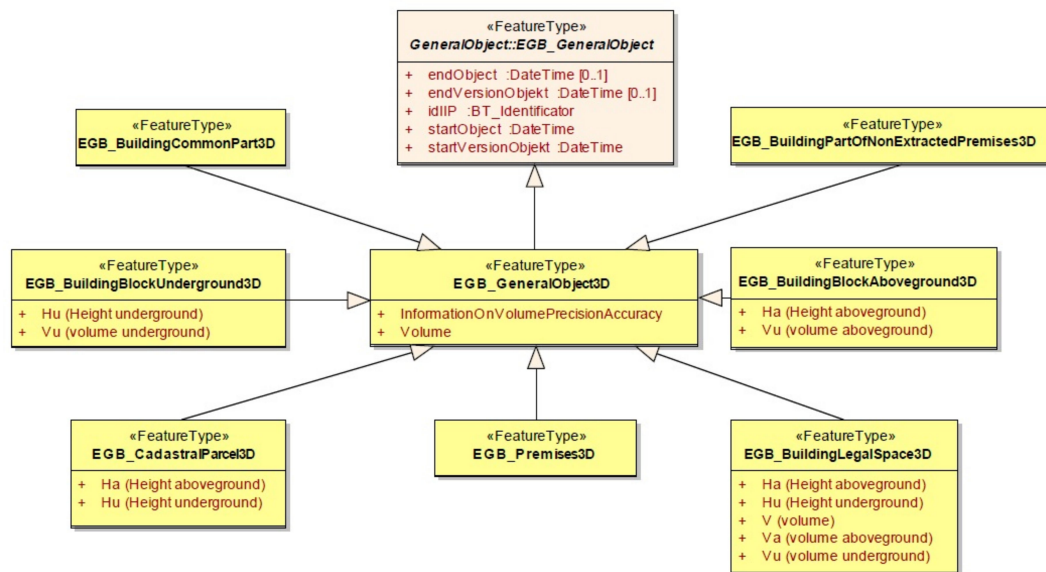 «FeatureType»
GeneralObject::EGB_GeneralObject
+ endObject :DateTime [0..1]
+ endVersionObjekt :DateTime [0..1]
+ idIIP :BT_Identificator
+ startObject :DateTime
+ startVersionObjekt :DateTime
«FeatureType»
EGB_BuildingCommonPart3D
«FeatureType»
EGB_BuildingPartOfNonExtractedPremises3D
«FeatureType»
EGB_BuildingBlockUnderground3D
+ Hu (Height underground)
+ Vu (volume underground)
«FeatureType»
EGB_GeneralObject3D
+ InformationOnVolumePrecisionAccuracy
+ Volume
«FeatureType»
EGB_BuildingBlockAboveground3D
+ Ha (Height aboveground)
+ Vu (volume aboveground)
«FeatureType»
EGB_CadastralParcel3D
+ Ha (Height aboveground)
+ Hu (Height underground)
«FeatureType»
EGB_Premises3D
«FeatureType»
EGB_BuildingLegalSpace3D
+ Ha (Height aboveground)
+ Hu (Height underground)
+ V (volume)
+ Va (volume aboveground)
+ Vu (volume underground)